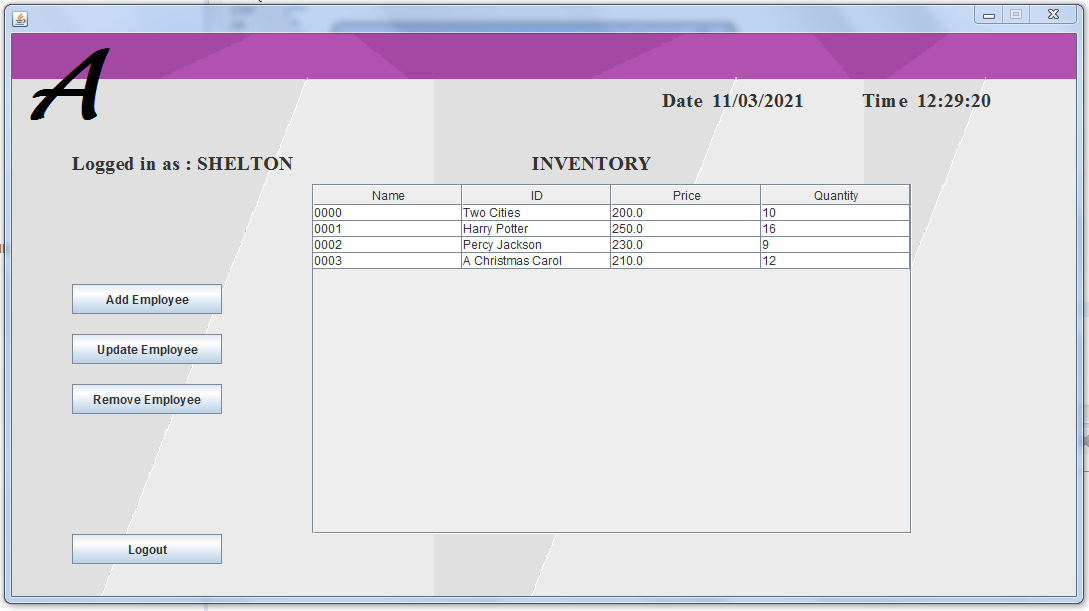 A
Date 11/03/2021 Time 12:29:20
Logged in as : SHELTON INVENTORY
Name ID Price Quantity
0000 Two Cities 200.0 10
0001 Harry Potter 250.0 16
0002 Percy Jackson 230.0 9
0003 A Christmas Carol 210.0 12
Add Employee
Update Employee
Remove Employee
Logout